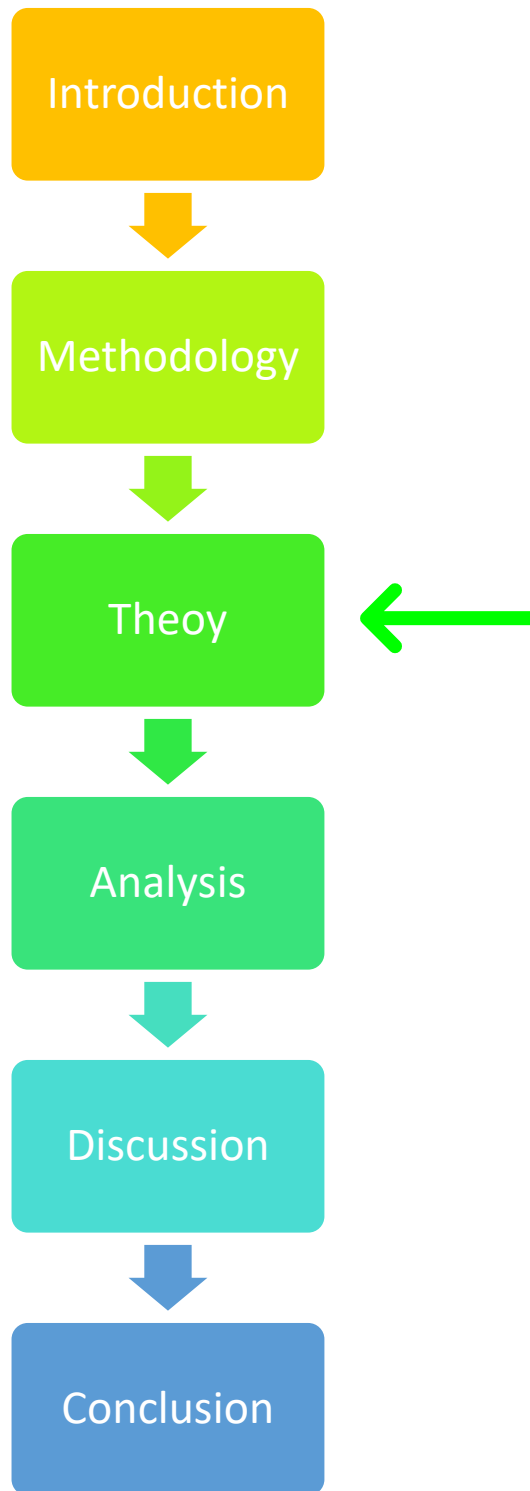 Introduction
Methodology
Theoy
Analysis
Discussion
Conclusion